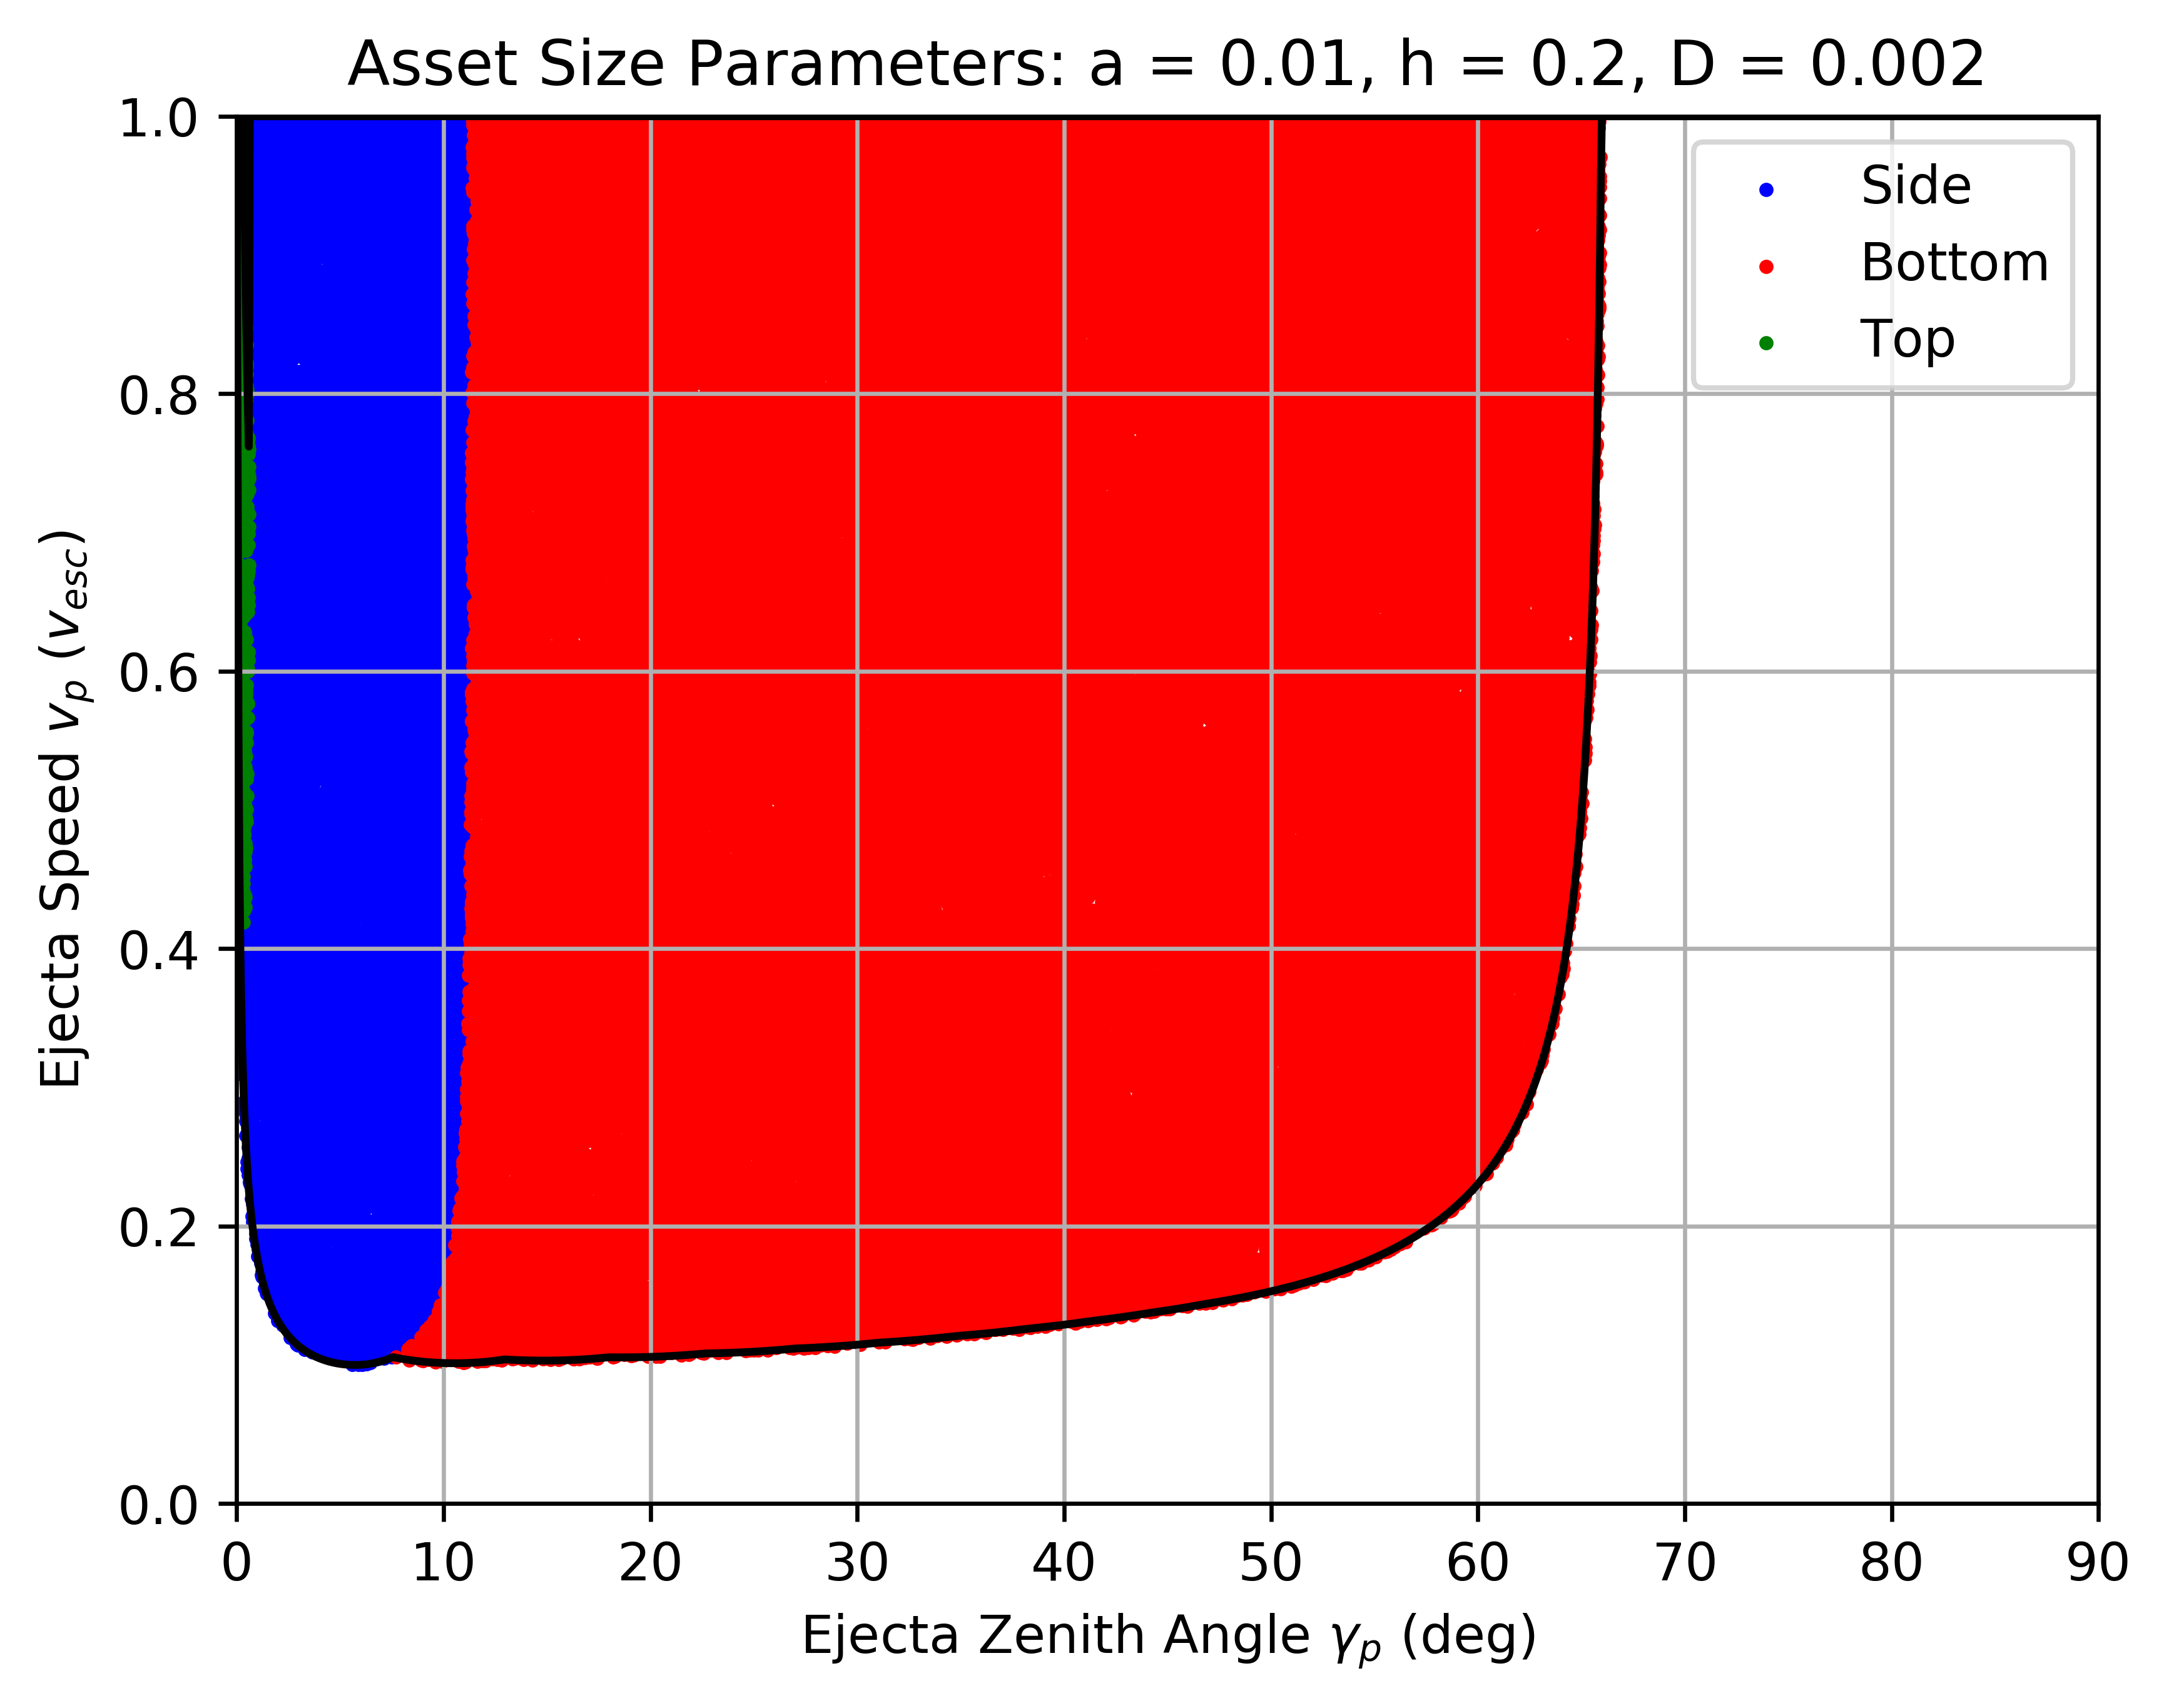 Asset Size Parameters: a = 0.01, h = 0.2, D = 0.002
1.0
0.8
0.6
0.4
0.2
0.0
Ejecta Speed v_p (v_esc)
Side
Bottom
Top
0 10 20 30 40 50 60 70 80 90
Ejecta Zenith Angle γ_p (deg)